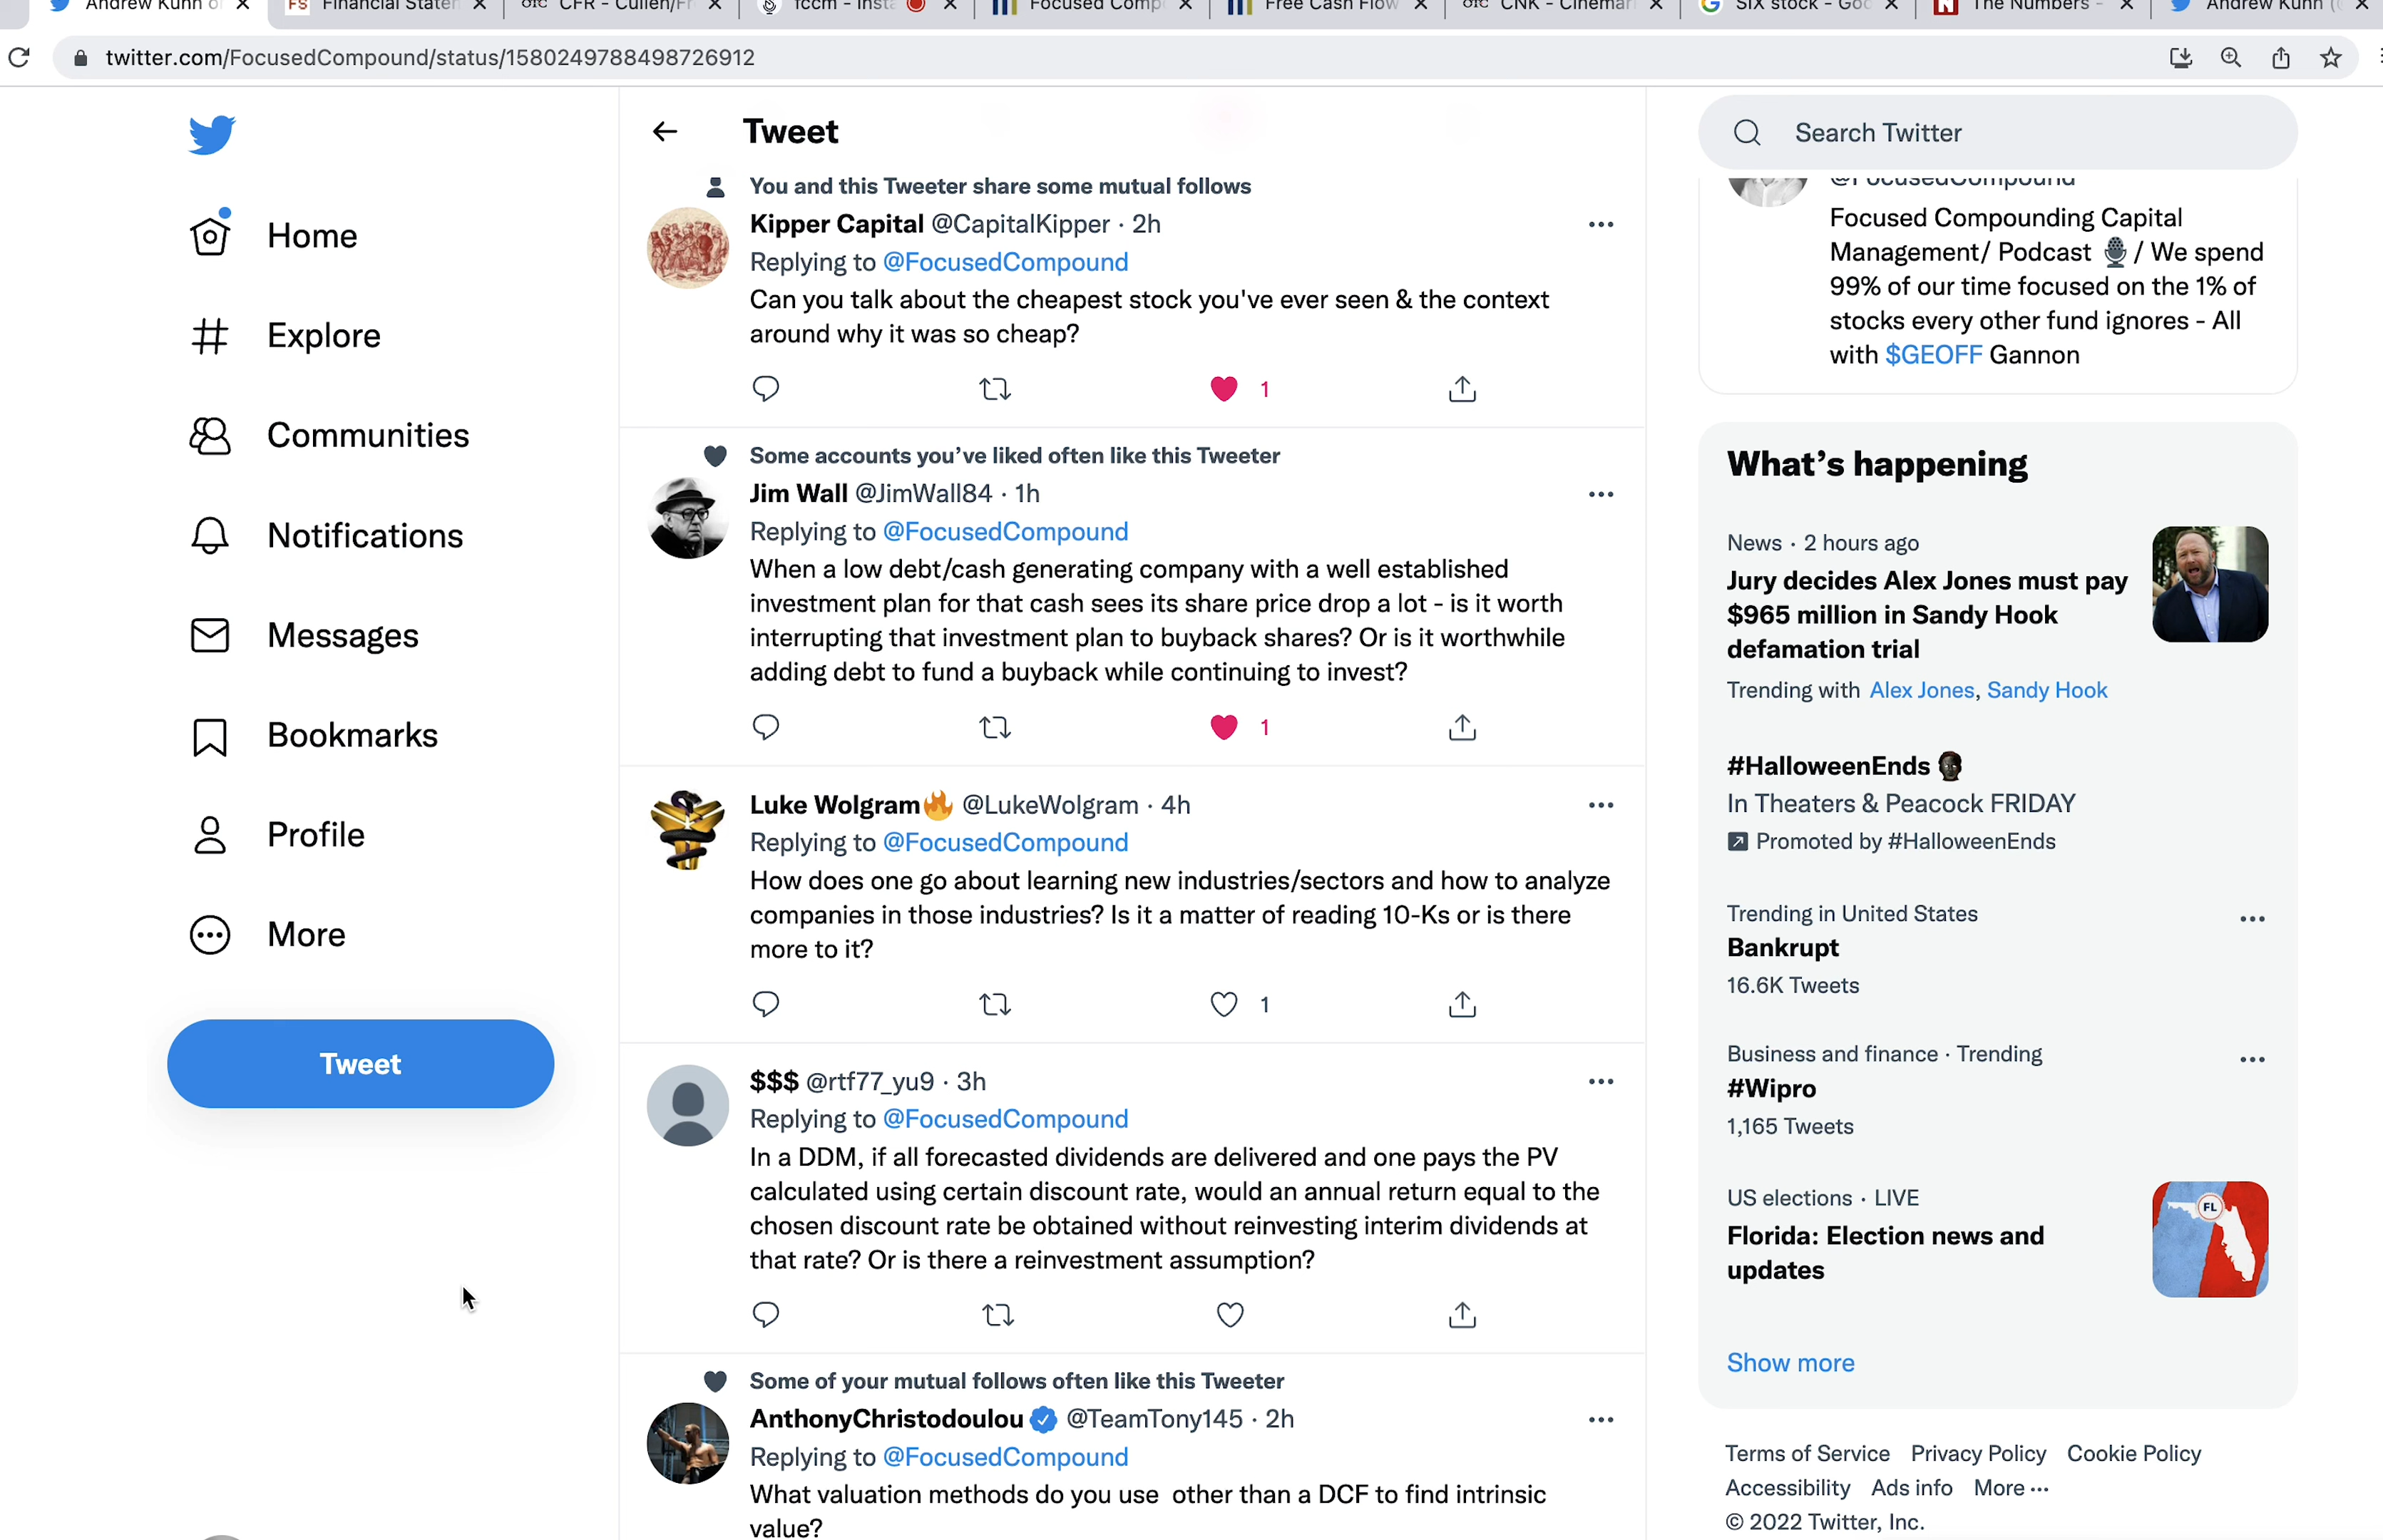 Andrew Kuhn o
Financial Staten
CFR - Cullen/Fr
fccm - Insta
Focused Comp
Free Cash Flow
CNK - Cinemar
SIX stock - Goo
The Numbers -
Andrew Kuhn (
twitter.com/FocusedCompound/status/1580249788498726912
Home
Explore
Communities
Notifications
Messages
Bookmarks
Profile
More
Tweet
Tweet
You and this Tweeter share some mutual follows
Kipper Capital @CapitalKipper · 2h
Replying to @FocusedCompound
Can you talk about the cheapest stock you've ever seen & the context
around why it was so cheap?
1
Some accounts you’ve liked often like this Tweeter
Jim Wall @JimWall84 · 1h
Replying to @FocusedCompound
When a low debt/cash generating company with a well established
investment plan for that cash sees its share price drop a lot - is it worth
interrupting that investment plan to buyback shares? Or is it worthwhile
adding debt to fund a buyback while continuing to invest?
1
Luke Wolgram🔥 @LukeWolgram · 4h
Replying to @FocusedCompound
How does one go about learning new industries/sectors and how to analyze
companies in those industries? Is it a matter of reading 10-Ks or is there
more to it?
1
$$$ @rtf77_yu9 · 3h
Replying to @FocusedCompound
In a DDM, if all forecasted dividends are delivered and one pays the PV
calculated using certain discount rate, would an annual return equal to the
chosen discount rate be obtained without reinvesting interim dividends at
that rate? Or is there a reinvestment assumption?
Some of your mutual follows often like this Tweeter
AnthonyChristodoulou @TeamTony145 · 2h
Replying to @FocusedCompound
What valuation methods do you use other than a DCF to find intrinsic
value?
Search Twitter
@FocusedCompound
Focused Compounding Capital
Management/ Podcast 🎙 / We spend
99% of our time focused on the 1% of
stocks every other fund ignores - All
with $GEOFF Gannon
What’s happening
News · 2 hours ago
Jury decides Alex Jones must pay
$965 million in Sandy Hook
defamation trial
Trending with Alex Jones, Sandy Hook
#HalloweenEnds
In Theaters & Peacock FRIDAY
Promoted by #HalloweenEnds
Trending in United States
Bankrupt
16.6K Tweets
Business and finance · Trending
#Wipro
1,165 Tweets
US elections · LIVE
Florida: Election news and
updates
FL
Show more
Terms of Service Privacy Policy Cookie Policy
Accessibility Ads info More ···
© 2022 Twitter, Inc.